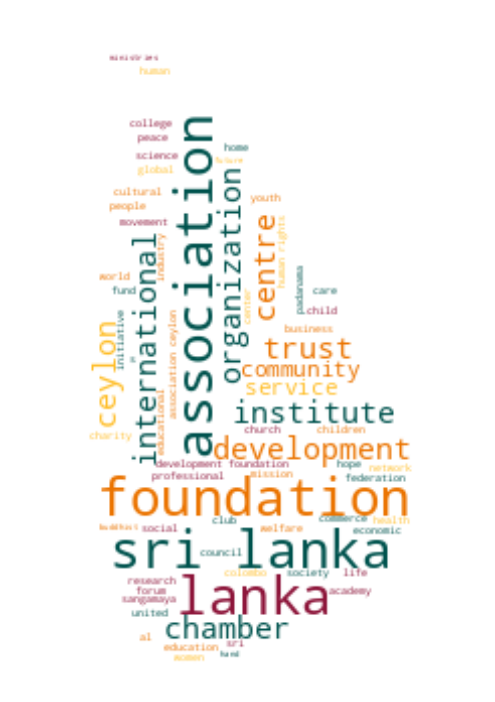 ministries
human
college
peace
science
global
home
future
association
organization
cultural
people
youth
movement
international
industry
centre
human rights
world
fund
initiative
ceylon
association ceylon
center
padanama
care
child
business
trust
community
service
institute
charity
educational
church
children
development
development foundation
hope
network
professional
mission
federation
foundation
buddhist
social
club
welfare
commerce
health
economic
sri lanka
council
colombo
society
life
research
forum
sangamaya
lanka
academy
united
chamber
al
education
sri
women
hand